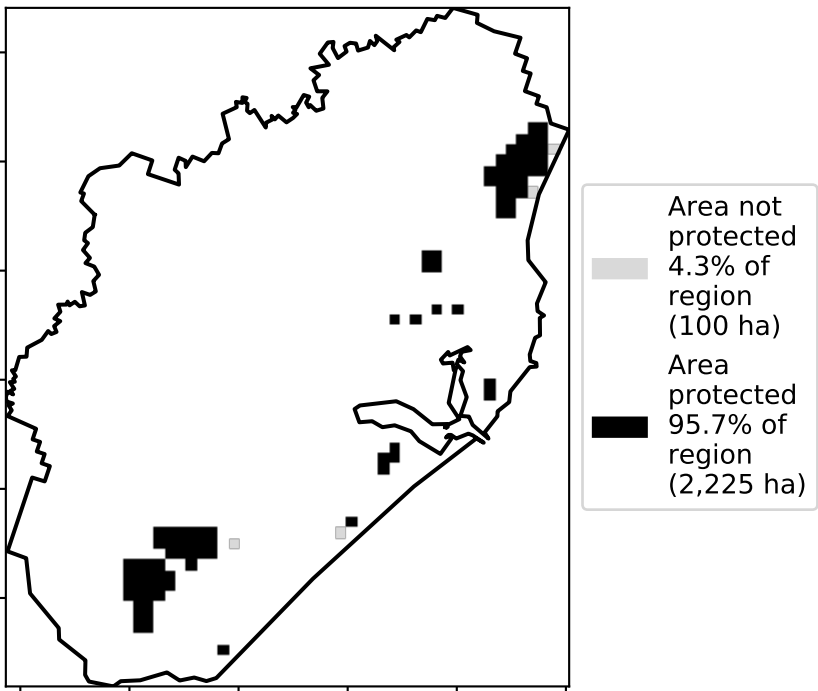 Area not
protected
4.3% of
region
(100 ha)
Area
protected
95.7% of
region
(2,225 ha)